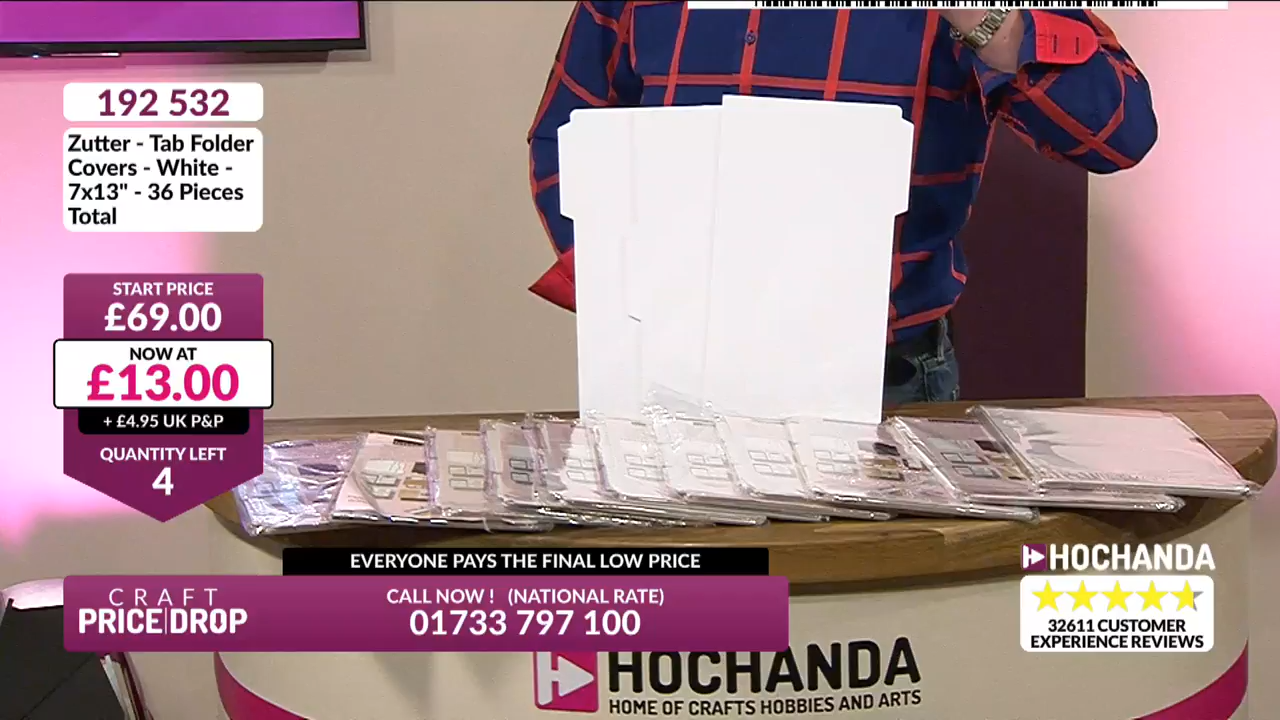 192 532
Zutter - Tab Folder
Covers - White -
7x13" - 36 Pieces
Total
START PRICE
£69.00
NOW AT
£13.00
+ £4.95 UK P&P
QUANTITY LEFT
4
EVERYONE PAYS THE FINAL LOW PRICE
CRAFT
PRICE DROP
CALL NOW ! (NATIONAL RATE)
01733 797 100
HOCHANDA
32611 CUSTOMER
EXPERIENCE REVIEWS
HOCHANDA
HOME OF CRAFTS HOBBIES AND ARTS